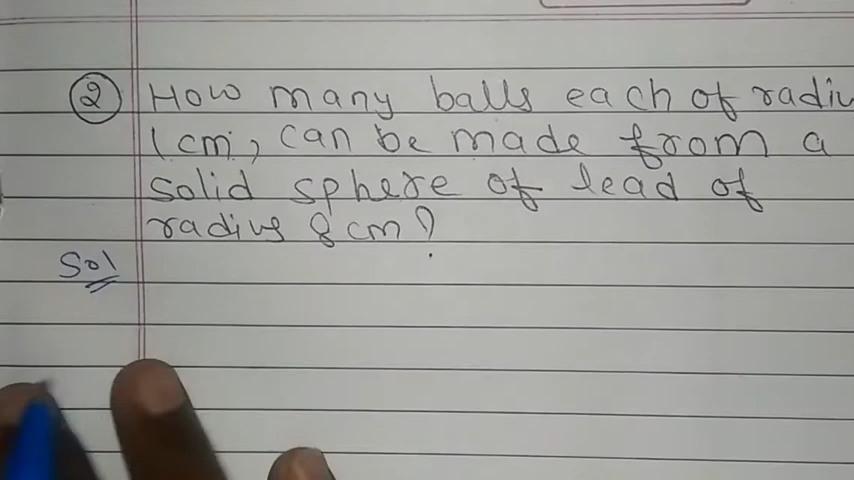 2 How many balls each of radiu
1 cm, can be made from a
solid sphere of lead of
radius 8 cm?
Sol